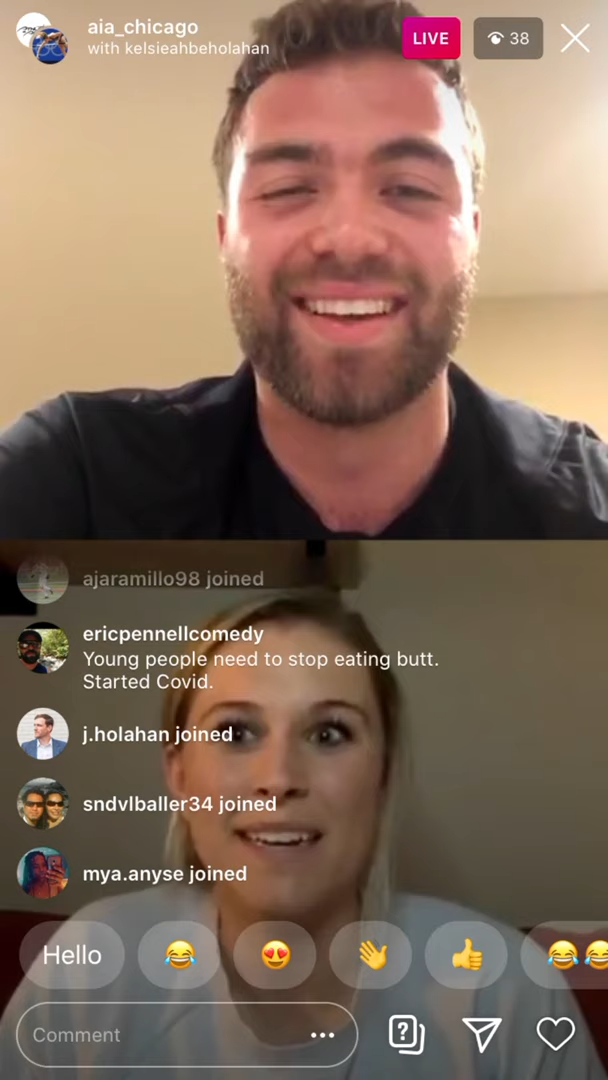 aia_chicago
with kelsieahbeholahan
LIVE
38
ajaramillo98 joined
ericpennellcomedy
Young people need to stop eating butt.
Started Covid.
j.holahan joined
sndvlballer34 joined
mya.anyse joined
Hello
Comment